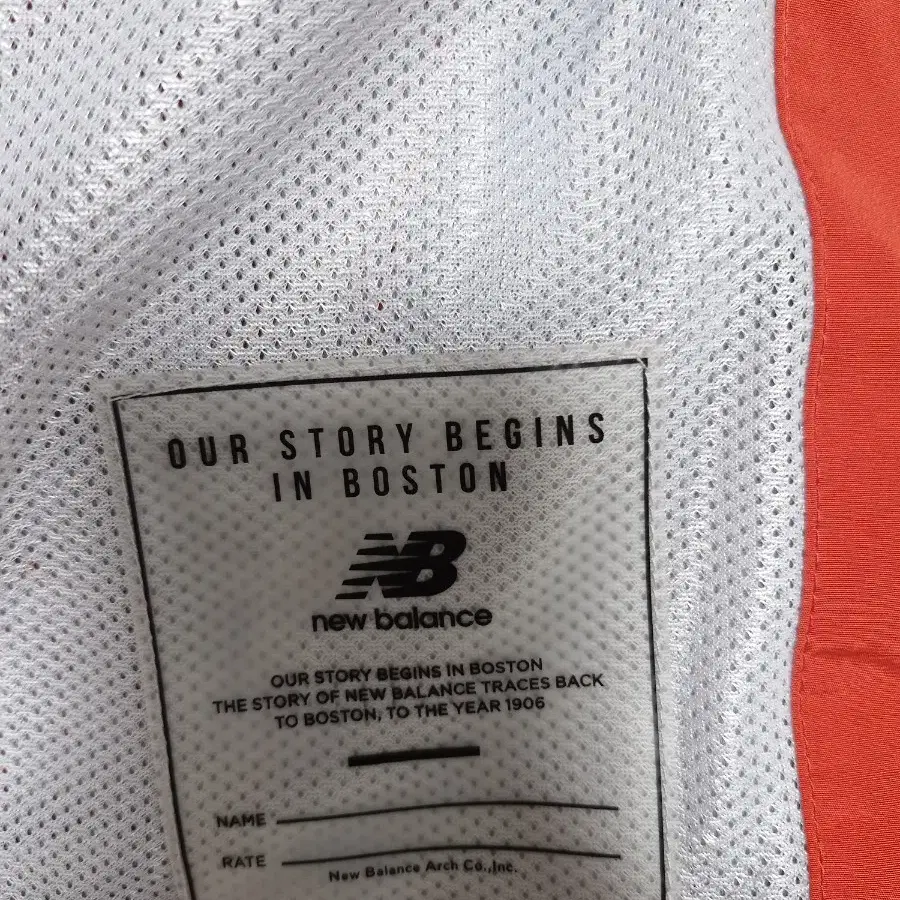 OUR STORY BEGINS
IN BOSTON
NB
new balance
OUR STORY BEGINS IN BOSTON
THE STORY OF NEW BALANCE TRACES BACK
TO BOSTON, TO THE YEAR 1906
NAME
RATE
New Balance Arch Co.,Inc.